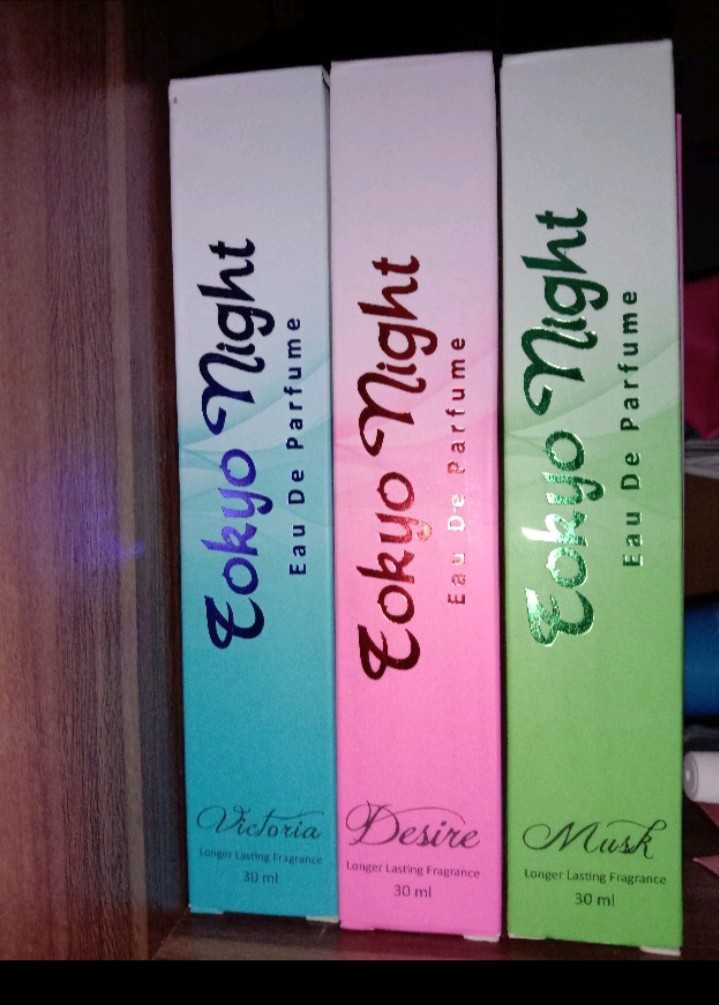 Tokyo Night
Eau De Parfume
Victoria
Longer Lasting Fragrance
30 ml
Tokyo Night
Eau De Parfume
Desire
Longer Lasting Fragrance
30 ml
Tokyo Night
Eau De Parfume
Musk
Longer Lasting Fragrance
30 ml